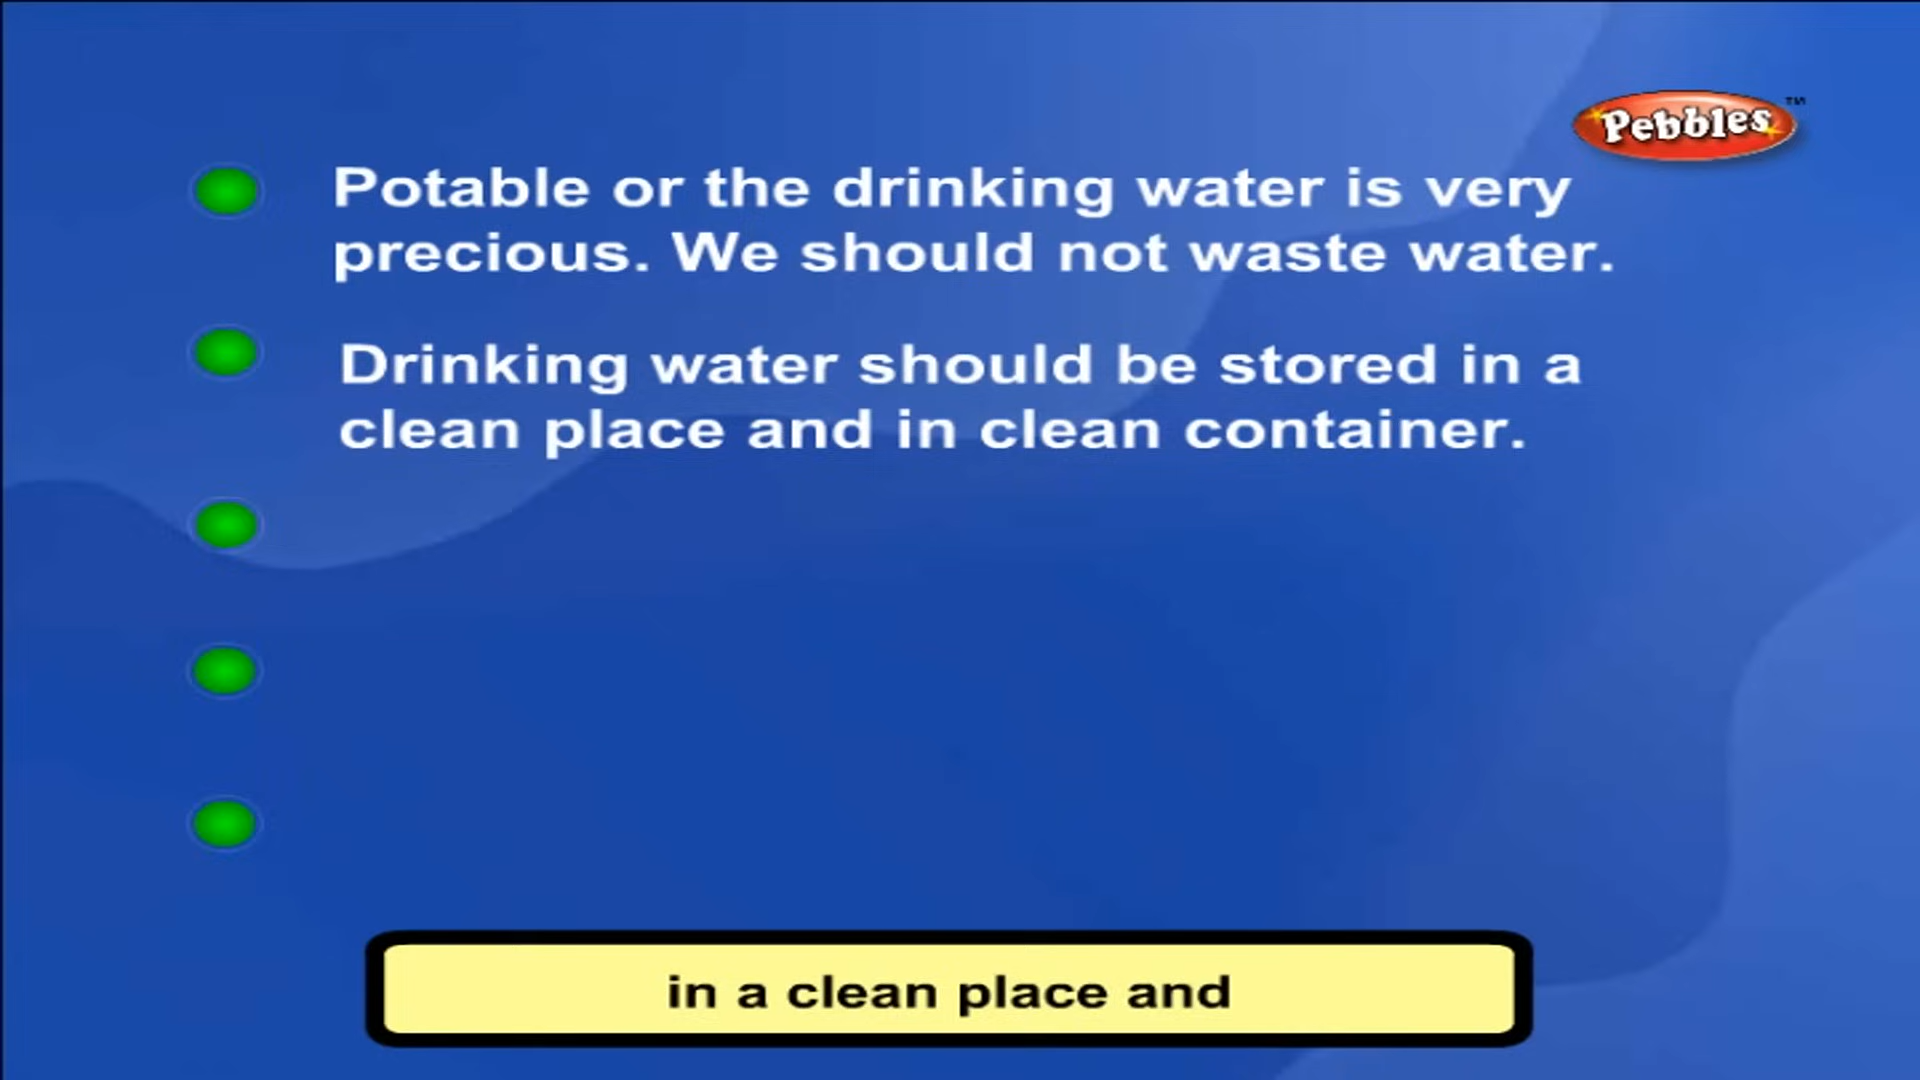 Pebbles™
Potable or the drinking water is very
precious. We should not waste water.
Drinking water should be stored in a
clean place and in clean container.
in a clean place and